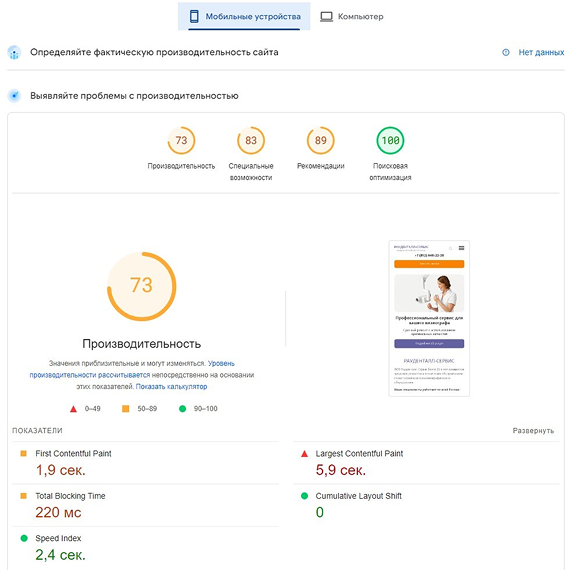 Мобильные устройства
Компьютер
Определяйте фактическую производительность сайта
Нет данных
Выявляйте проблемы с производительностью
73
83
89
100
Производительность
Специальные возможности
Рекомендации
Поисковая оптимизация
73
Производительность
Значения приблизительные и могут изменяться. Уровень
производительности рассчитывается непосредственно на основании
этих показателей. Показать калькулятор
0–49
50–89
90–100
Профессиональный сервис для
вашего визиографа
РАУДЕНТАЛЛ-СЕРВИС
ПОКАЗАТЕЛИ
Развернуть
First Contentful Paint
1,9 сек.
Largest Contentful Paint
5,9 сек.
Total Blocking Time
220 мс
Cumulative Layout Shift
0
Speed Index
2,4 сек.